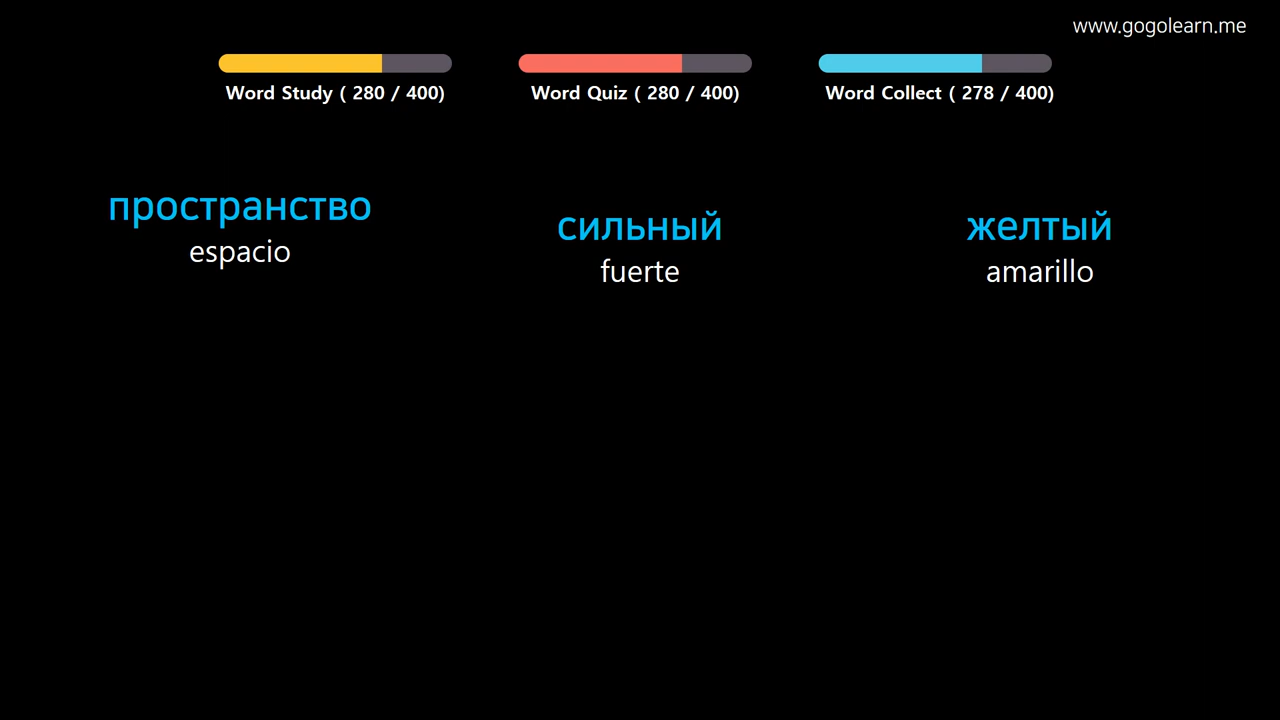 www.gogolearn.me
Word Study ( 280 / 400)
Word Quiz ( 280 / 400)
Word Collect ( 278 / 400)
пространство
espacio
сильный
fuerte
желтый
amarillo